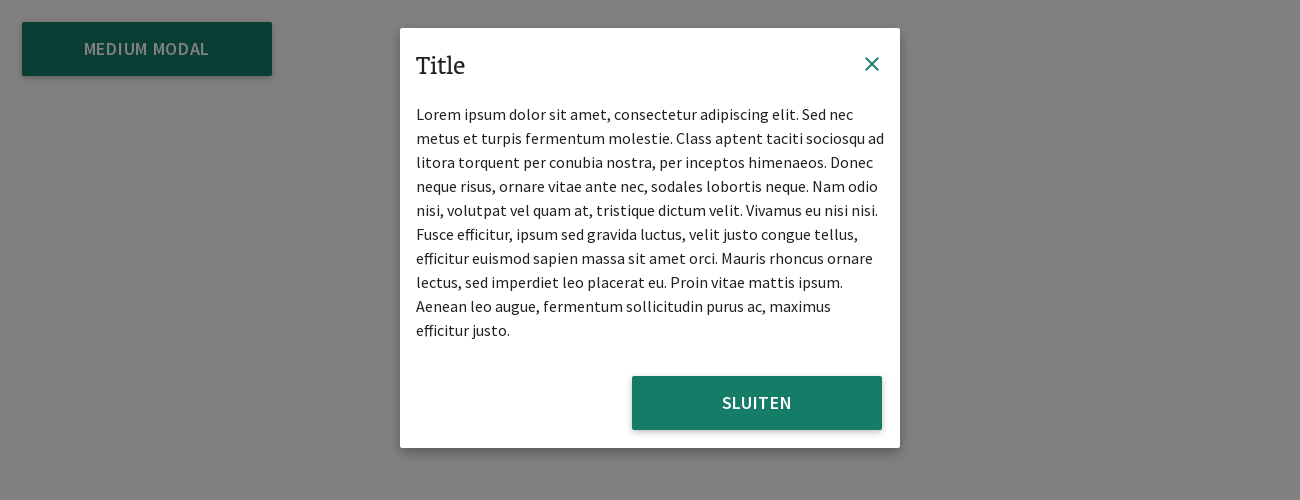 MEDIUM MODAL
Title
Lorem ipsum dolor sit amet, consectetur adipiscing elit. Sed nec
metus et turpis fermentum molestie. Class aptent taciti sociosqu ad
litora torquent per conubia nostra, per inceptos himenaeos. Donec
neque risus, ornare vitae ante nec, sodales lobortis neque. Nam odio
nisi, volutpat vel quam at, tristique dictum velit. Vivamus eu nisi nisi.
Fusce efficitur, ipsum sed gravida luctus, velit justo congue tellus,
efficitur euismod sapien massa sit amet orci. Mauris rhoncus ornare
lectus, sed imperdiet leo placerat eu. Proin vitae mattis ipsum.
Aenean leo augue, fermentum sollicitudin purus ac, maximus
efficitur justo.
SLUITEN